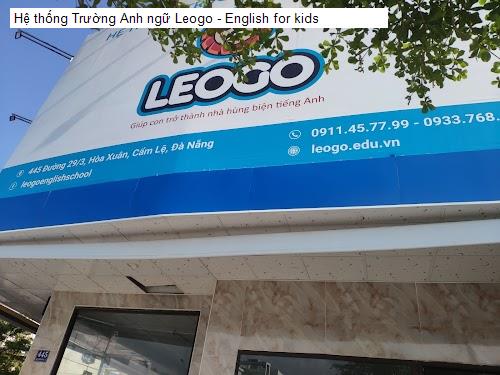 Hệ thống Trường Anh ngữ Leogo - English for kids
LEOGO
Giúp con trở thành nhà hùng biện tiếng Anh
0911.45.77.99 - 0933.768.
445 Đường 29/3, Hòa Xuân, Cẩm Lệ, Đà Nẵng
leogo.edu.vn
leogoenglishschool
445